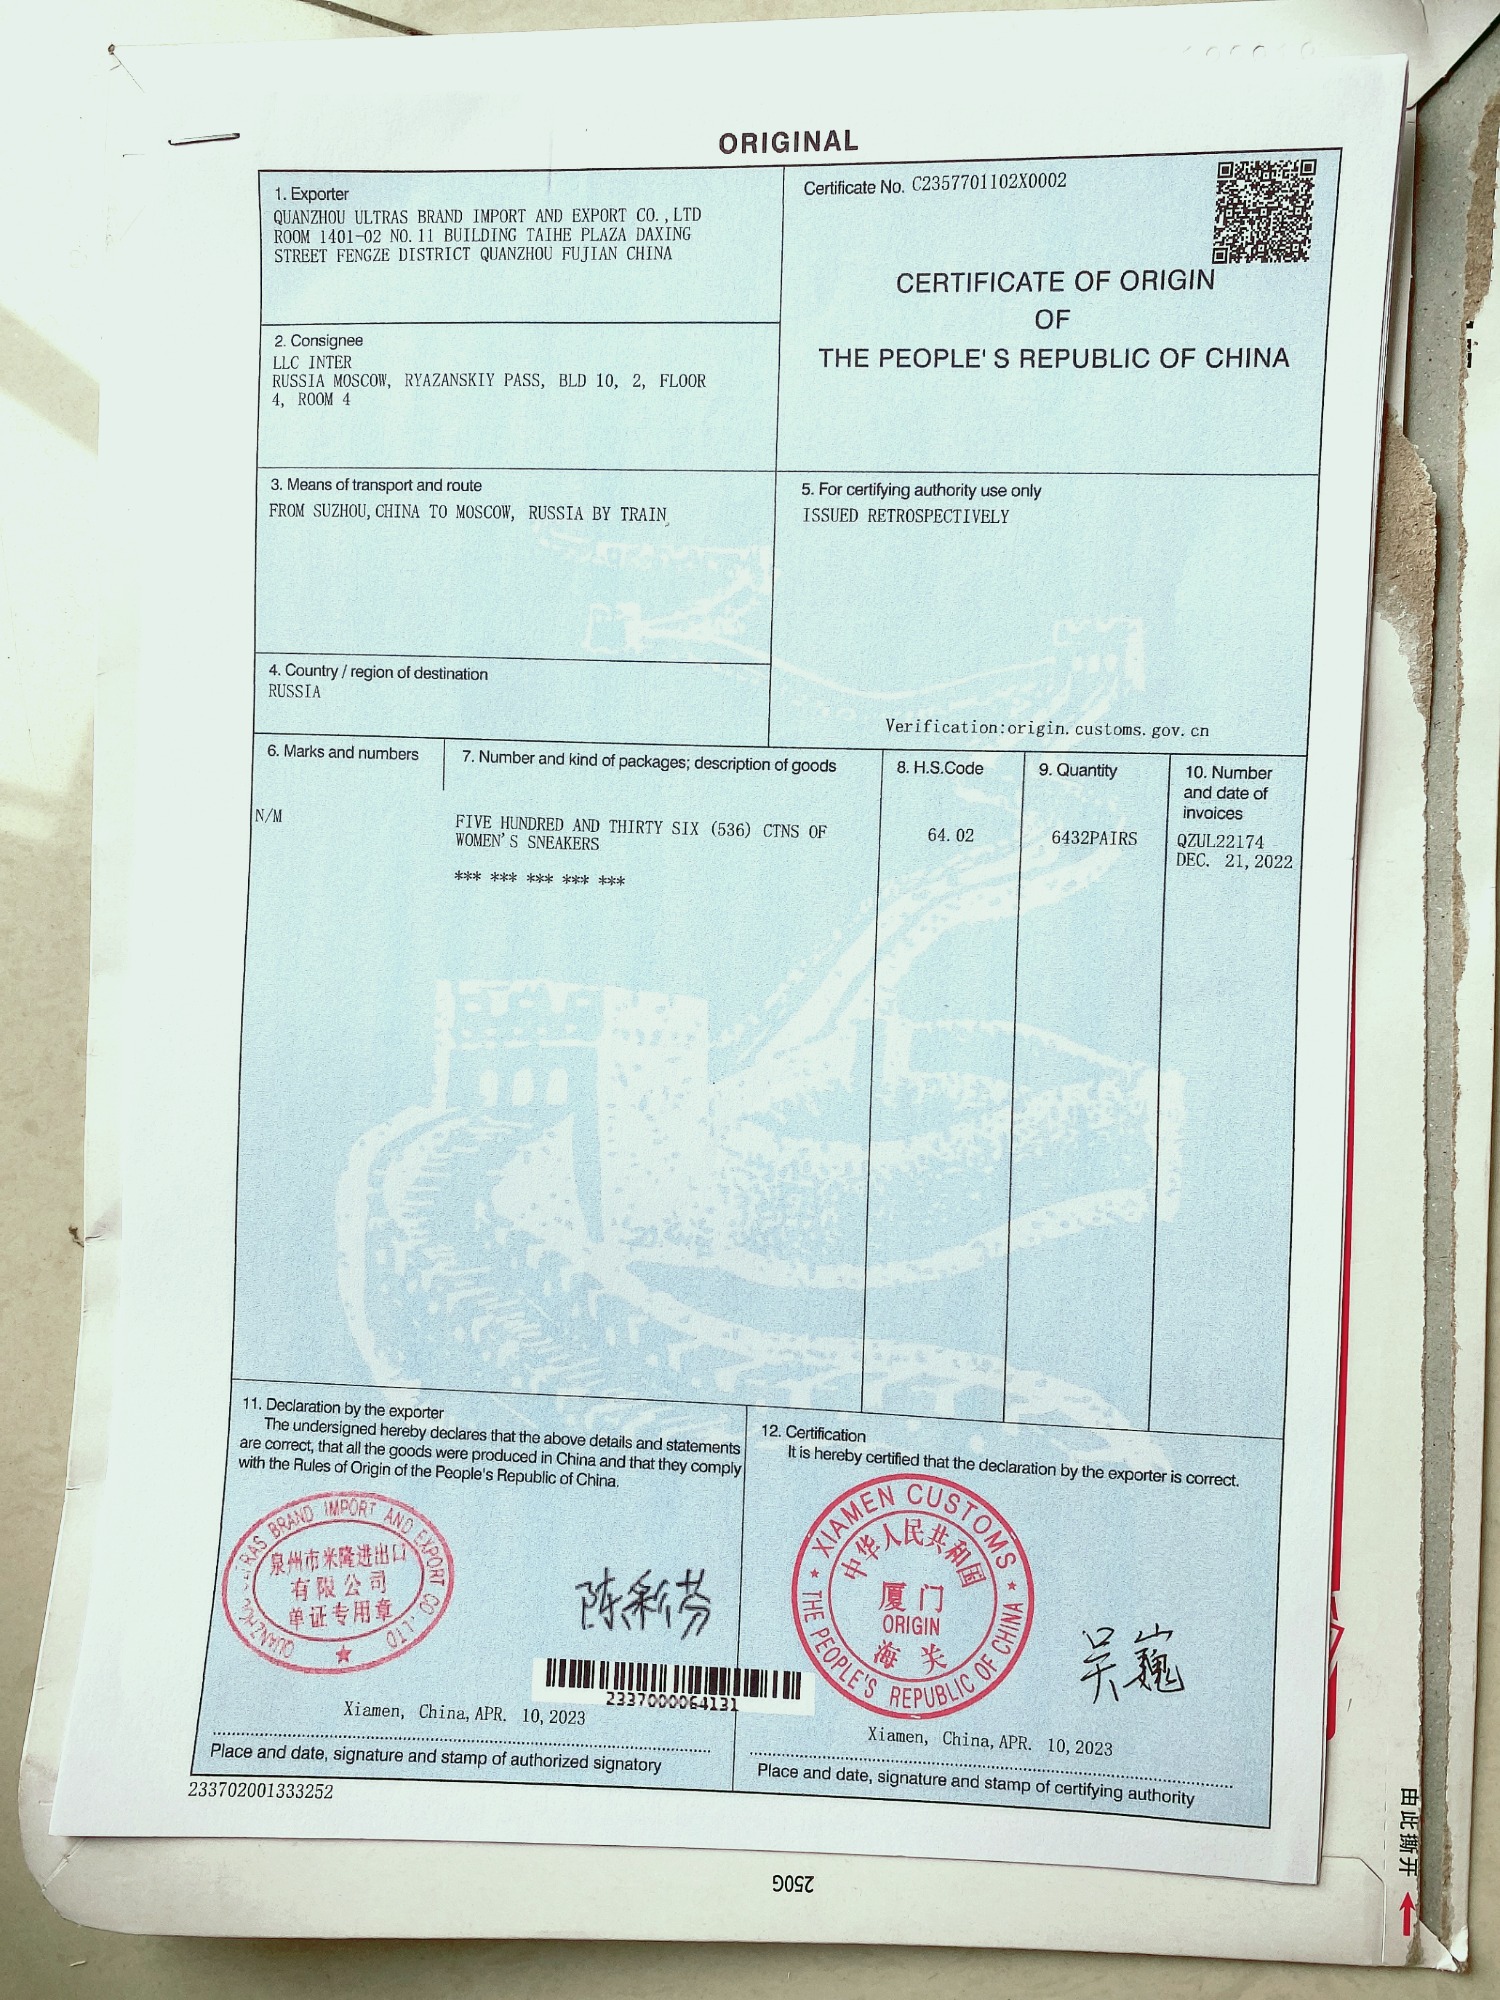 ORIGINAL
1. Exporter
QUANZHOU ULTRAS BRAND IMPORT AND EXPORT CO.,LTD
ROOM 1401-02 NO.11 BUILDING TAIHE PLAZA DAXING
STREET FENGZE DISTRICT QUANZHOU FUJIAN CHINA
Certificate No. C2357701102X0002
CERTIFICATE OF ORIGIN
OF
THE PEOPLE'S REPUBLIC OF CHINA
2. Consignee
LLC INTER
RUSSIA MOSCOW, RYAZANSKIY PASS, BLD 10, 2, FLOOR
4, ROOM 4
3. Means of transport and route
FROM SUZHOU,CHINA TO MOSCOW, RUSSIA BY TRAIN
5. For certifying authority use only
ISSUED RETROSPECTIVELY
4. Country / region of destination
RUSSIA
Verification:origin.customs.gov.cn
6. Marks and numbers
N/M
7. Number and kind of packages; description of goods
FIVE HUNDRED AND THIRTY SIX (536) CTNS OF
WOMEN'S SNEAKERS
*** *** *** *** ***
8. H.S.Code
64.02
9. Quantity
6432PAIRS
10. Number
and date of
invoices
QZUL22174
DEC. 21,2022
11. Declaration by the exporter
The undersigned hereby declares that the above details and statements
are correct, that all the goods were produced in China and that they comply
with the Rules of Origin of the People's Republic of China.
BRAND IMPORT AND EXPORT CO.,LTD
泉州市米隆进出口
有限公司
单证专用章
陈彩芬
2337000064131
Xiamen, China,APR. 10,2023
Place and date, signature and stamp of authorized signatory
12. Certification
It is hereby certified that the declaration by the exporter is correct.
XIAMEN CUSTOMS
中华人民共和国
厦门
ORIGIN
海关
THE PEOPLE'S REPUBLIC OF CHINA
吴巍
Xiamen, China,APR. 10,2023
Place and date, signature and stamp of certifying authority
233702001333252
250G
由此撕开